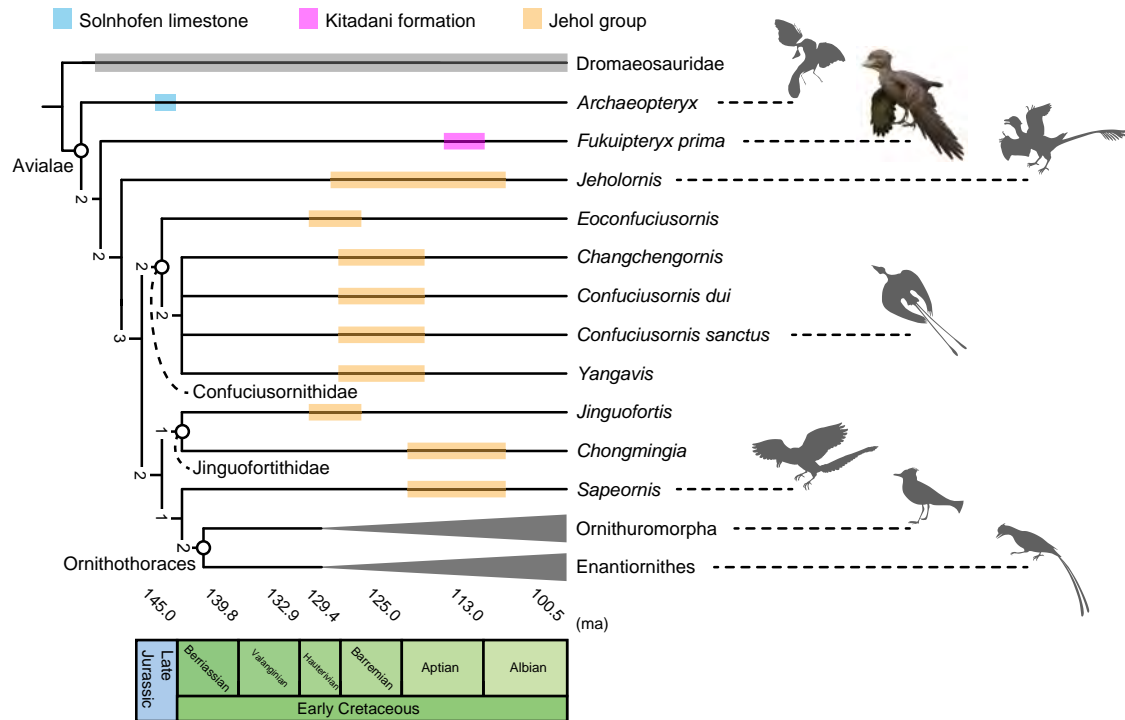 Solnhofen limestone
Kitadani formation
Jehol group
Dromaeosauridae
Archaeopteryx
Fukuipteryx prima
Avialae
2
Jeholornis
Eoconfuciusornis
2
2
Changchengornis
Confuciusornis dui
2
3
Confuciusornis sanctus
Yangavis
Confuciusornithidae
Jinguofortis
1
Chongmingia
Jinguofortithidae
2
Sapeornis
1
Ornithuromorpha
2
Ornithothoraces
Enantiornithes
145.0
139.8
132.9
129.4
125.0
113.0
100.5
(ma)
Late
Jurassic
Berriassian
Valanginian
Hauterivian
Barremian
Aptian
Albian
Early Cretaceous